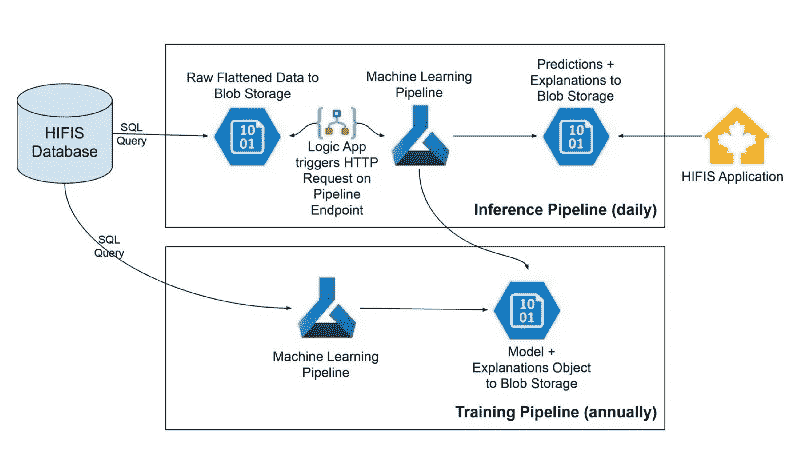 HIFIS
Database
SQL
Query
Raw Flattened Data to
Blob Storage
10
01
Logic App
triggers HTTP
Request on
Pipeline
Endpoint
Machine Learning
Pipeline
Predictions +
Explanations to
Blob Storage
10
01
HIFIS Application
Inference Pipeline (daily)
SQL
Query
Machine Learning
Pipeline
10
01
Model +
Explanations Object
to Blob Storage
Training Pipeline (annually)